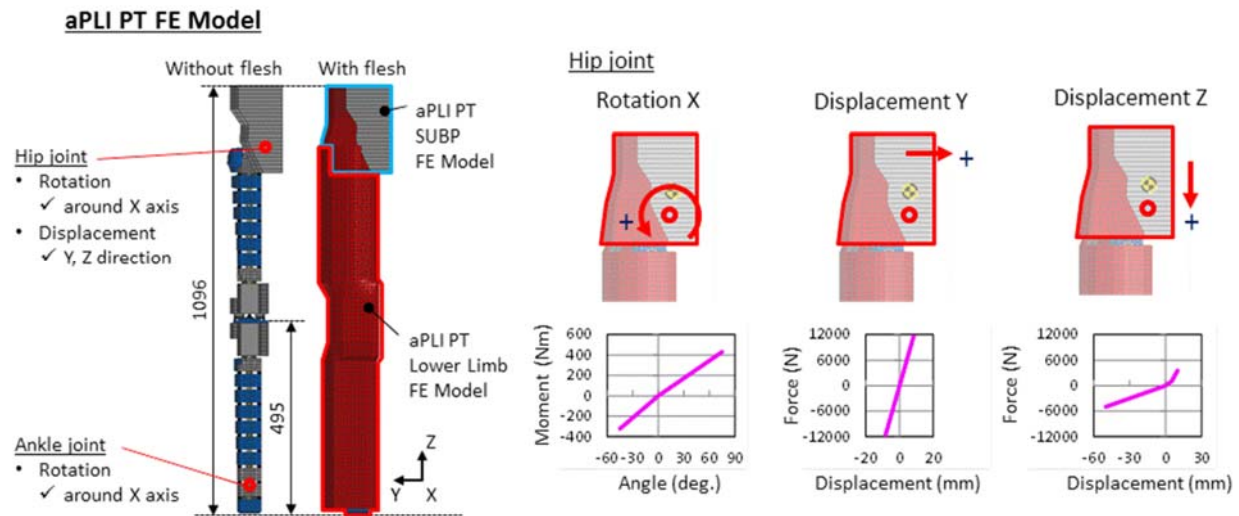 aPLI PT FE Model
Without flesh
With flesh
aPLI PT
SUBP
FE Model
Hip joint
• Rotation
✓ around X axis
• Displacement
✓ Y, Z direction
1096
495
aPLI PT
Lower Limb
FE Model
Ankle joint
• Rotation
✓ around X axis
Z
Y
X
Hip joint
Rotation X
Displacement Y
Displacement Z
+
+
+
Moment (Nm)
600
400
200
0
-200
-400
-60 -30 0 30 60 90
Angle (deg.)
Force (N)
12000
6000
0
-6000
-12000
-20 0 20
Displacement (mm)
Force (N)
12000
6000
0
-6000
-12000
-60 -30 0 30
Displacement (mm)